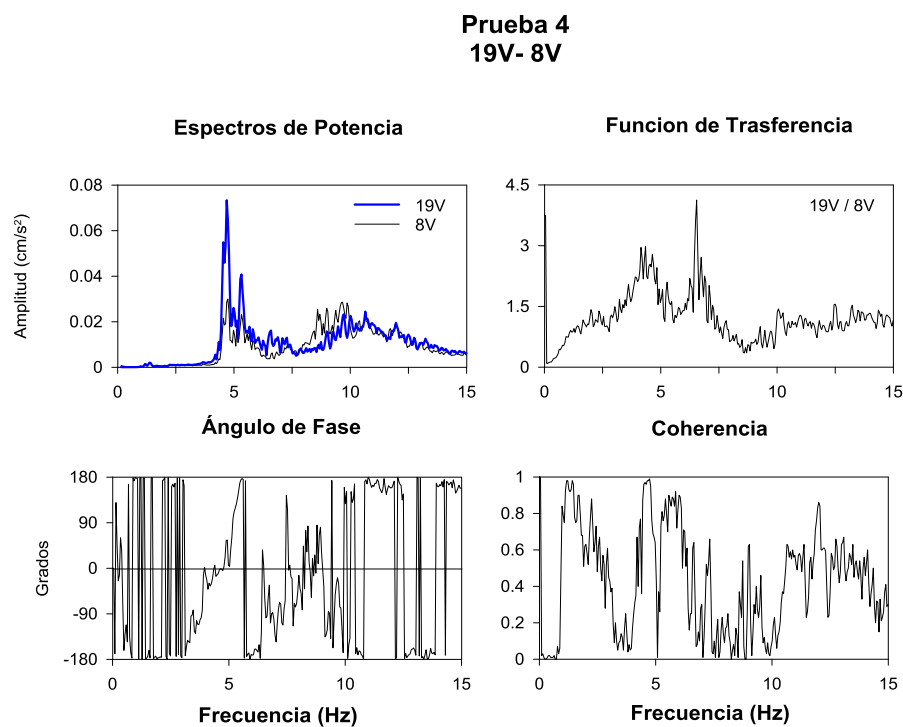 Prueba 4
19V- 8V
Espectros de Potencia
Funcion de Trasferencia
Amplitud (cm/s²)
0.08
0.06
0.04
0.02
0
19V
8V
0 5 10 15
4.5
3
1.5
0
19V / 8V
0 5 10 15
Ángulo de Fase
Coherencia
Grados
180
90
0
-90
-180
0 5 10 15
Frecuencia (Hz)
1
0.8
0.6
0.4
0.2
0
0 5 10 15
Frecuencia (Hz)